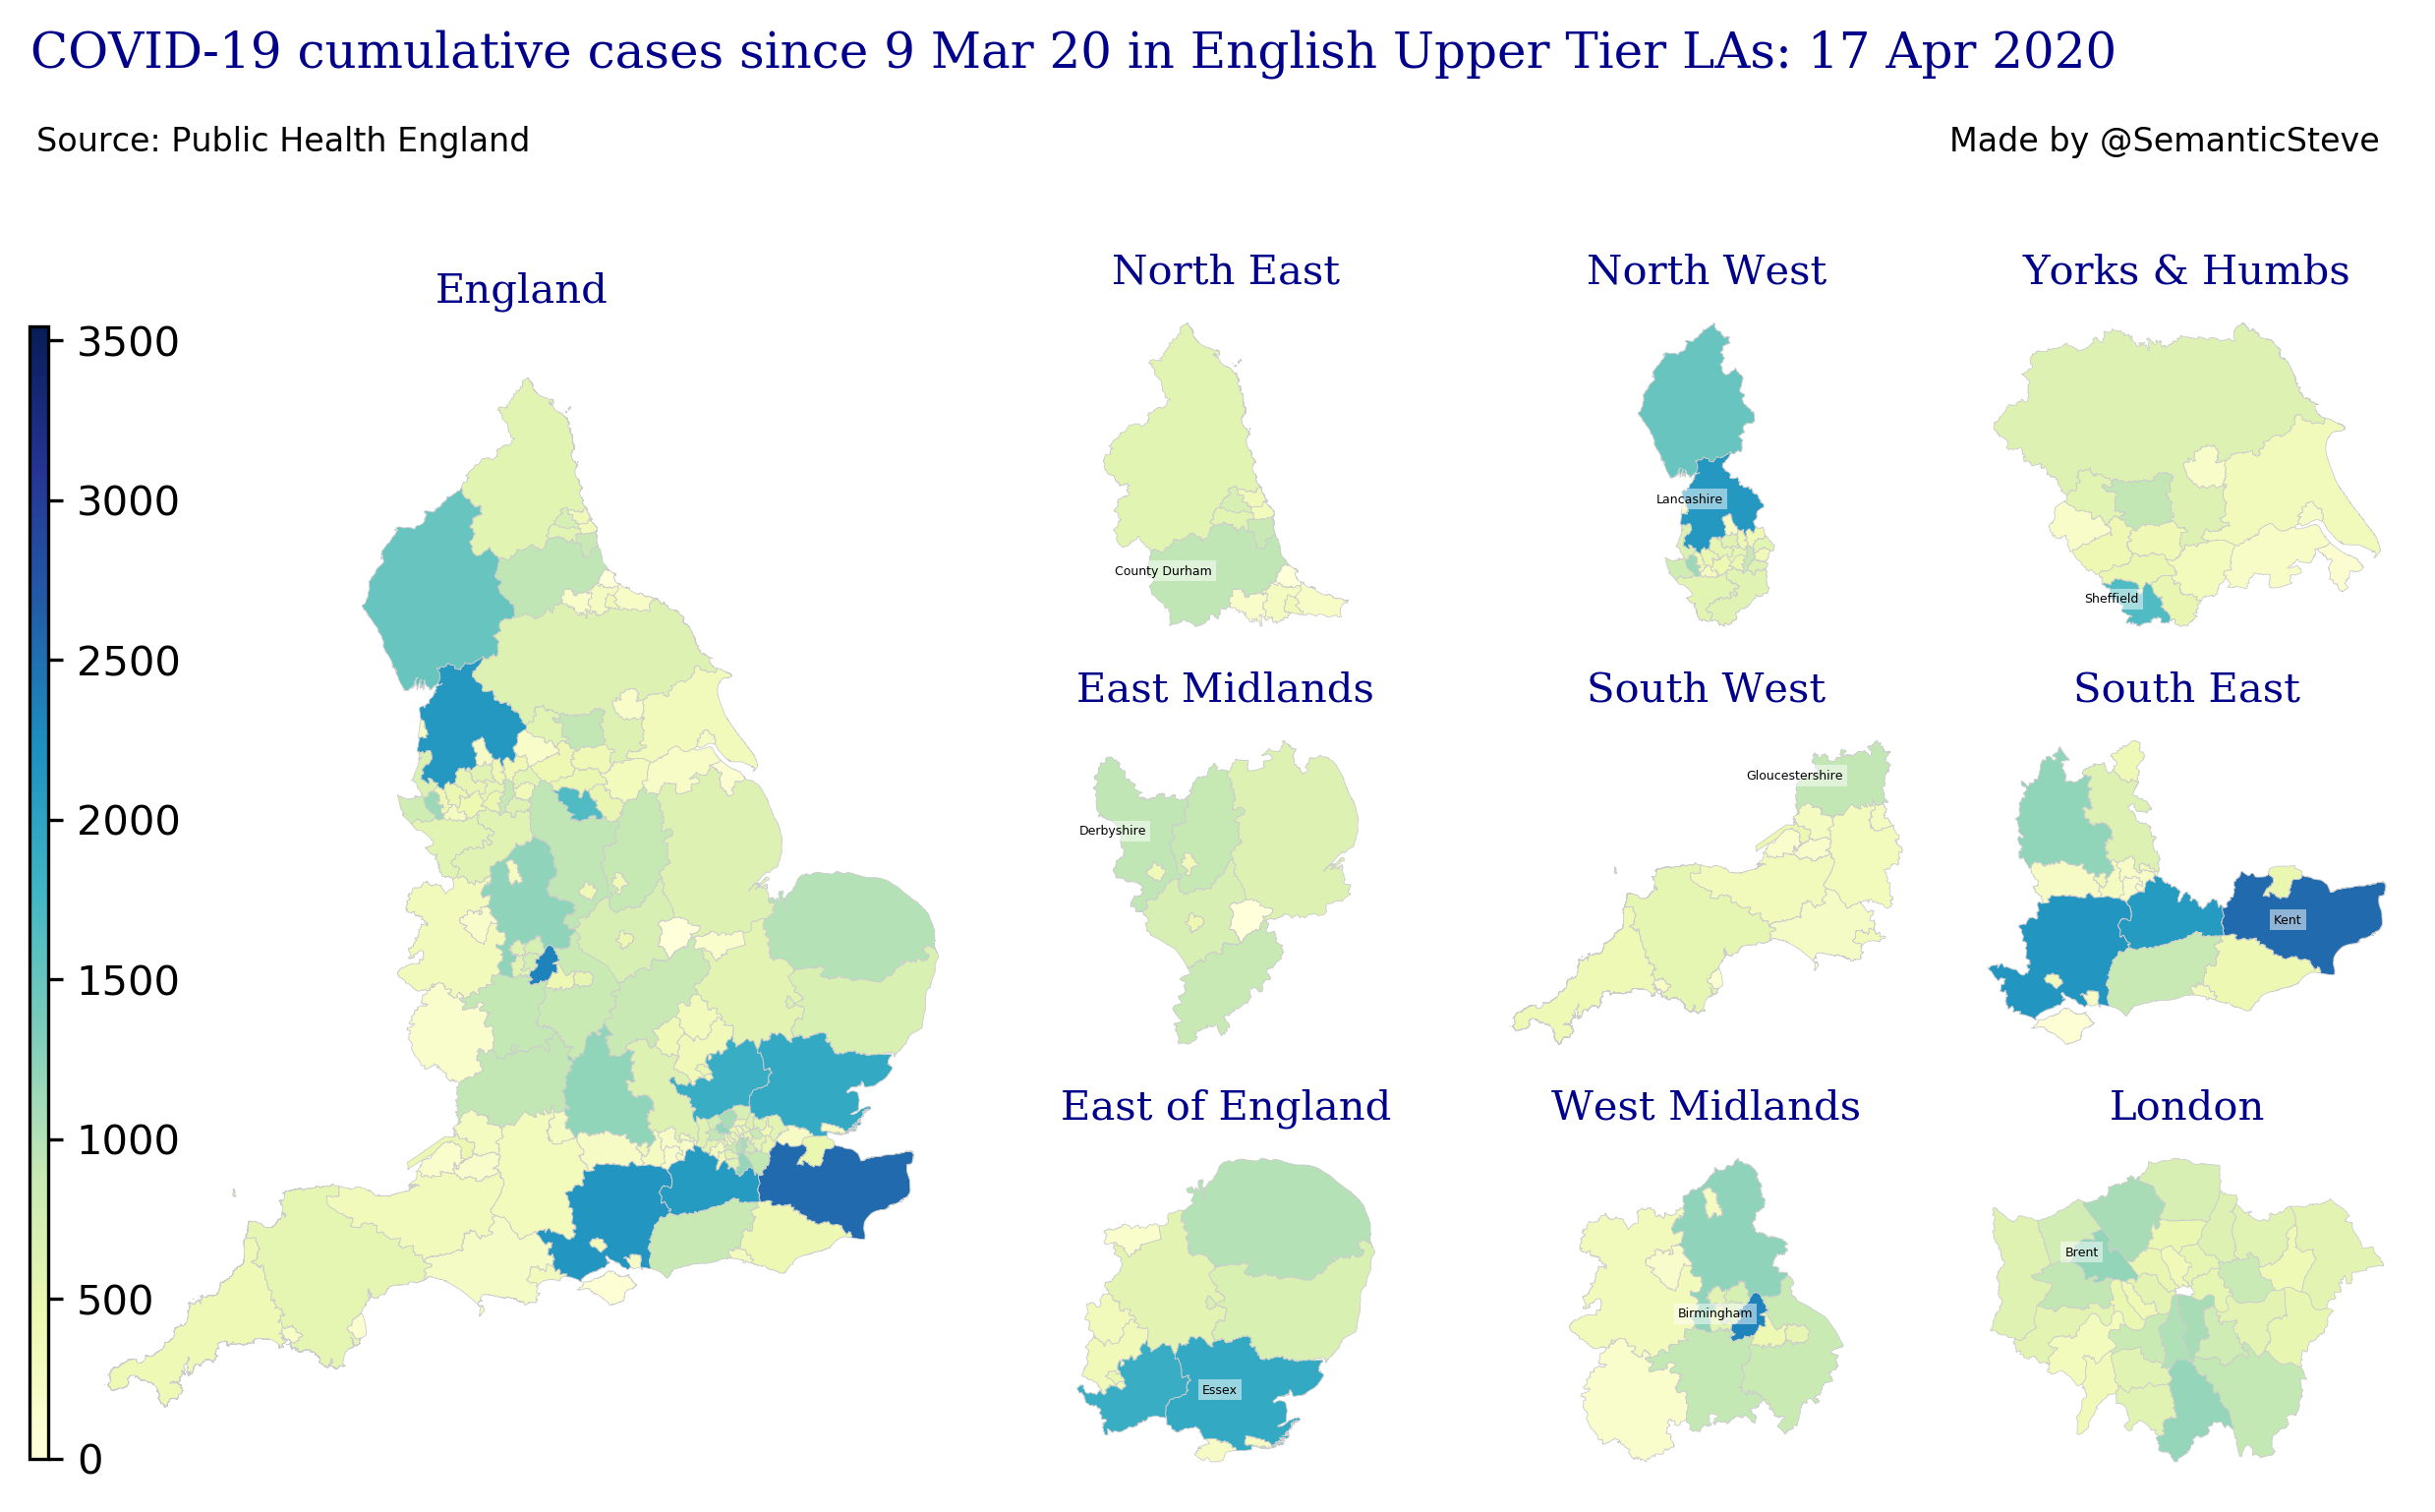 COVID-19 cumulative cases since 9 Mar 20 in English Upper Tier LAs: 17 Apr 2020
Source: Public Health England
Made by @SemanticSteve
England
3500
3000
2500
2000
1500
1000
500
0
North East
County Durham
North West
Lancashire
Yorks & Humbs
Sheffield
East Midlands
Derbyshire
South West
Gloucestershire
South East
Kent
East of England
Essex
West Midlands
Birmingham
London
Brent